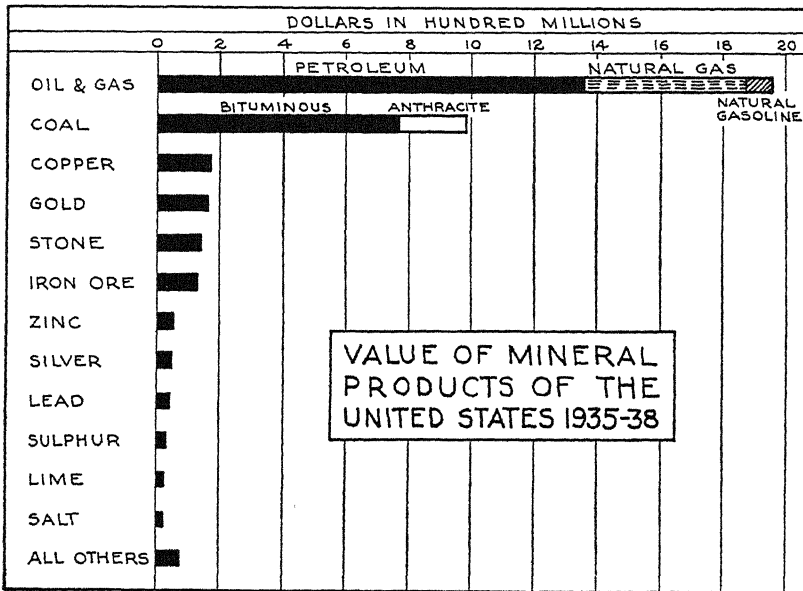 DOLLARS IN HUNDRED MILLIONS
0 2 4 6 8 10 12 14 16 18 20
PETROLEUM NATURAL GAS
OIL & GAS
NATURAL
GASOLINE
BITUMINOUS ANTHRACITE
COAL
COPPER
GOLD
STONE
IRON ORE
ZINC
SILVER
LEAD
SULPHUR
LIME
SALT
ALL OTHERS
VALUE OF MINERAL
PRODUCTS OF THE
UNITED STATES 1935-38